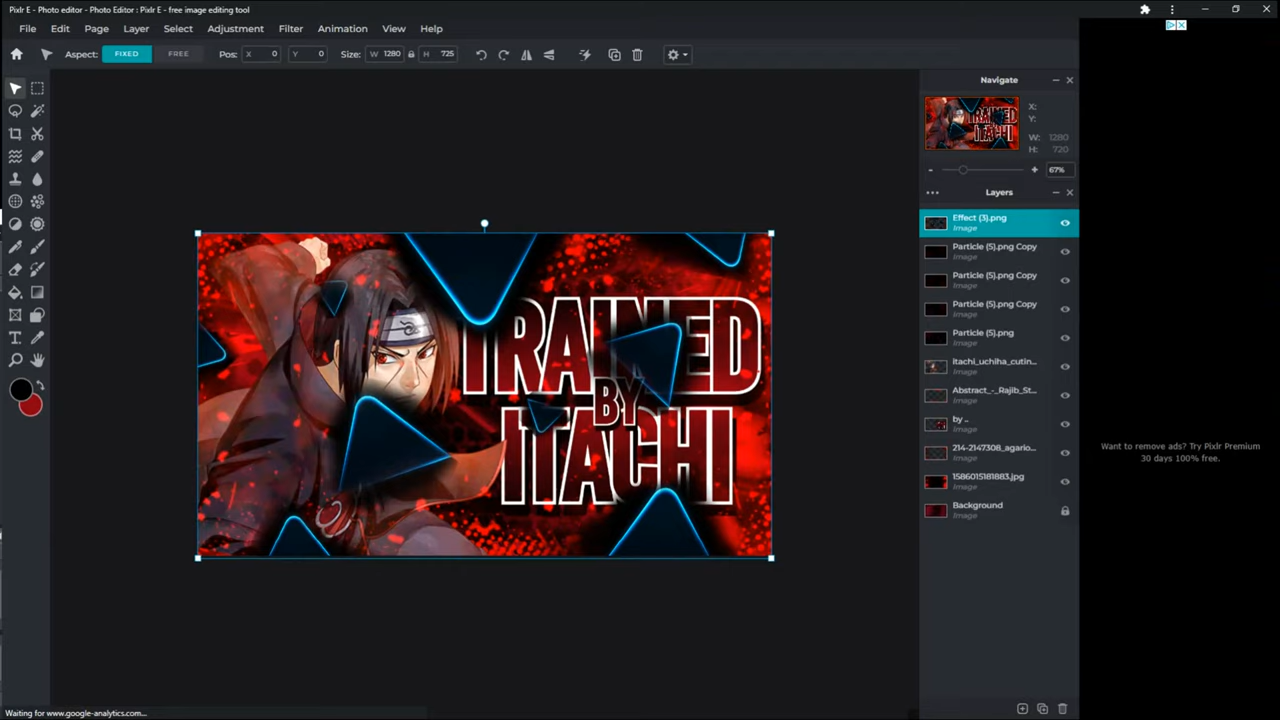 Pixlr E - Photo editor - Photo Editor : Pixlr E - free image editing tool
File Edit Page Layer Select Adjustment Filter Animation View Help
Aspect: FIXED FREE Pos: X 0 Y 0 Size: W 1280 H 725
Navigate
X:
Y:
W: 1280
H: 720
- + 67%
Layers
Effect (3).png
Image
Particle (5).png Copy
Image
Particle (5).png Copy
Image
Particle (5).png Copy
Image
Particle (5).png
Image
itachi_uchiha_cutin...
Image
Abstract_-_Rajib_St...
Image
by ..
Image
214-2147308_agario...
Image
1586015181883.jpg
Image
Background
Image
TRAINED
BY
ITACHI
Want to remove ads? Try Pixlr Premium
30 days 100% free.
Waiting for www.google-analytics.com...